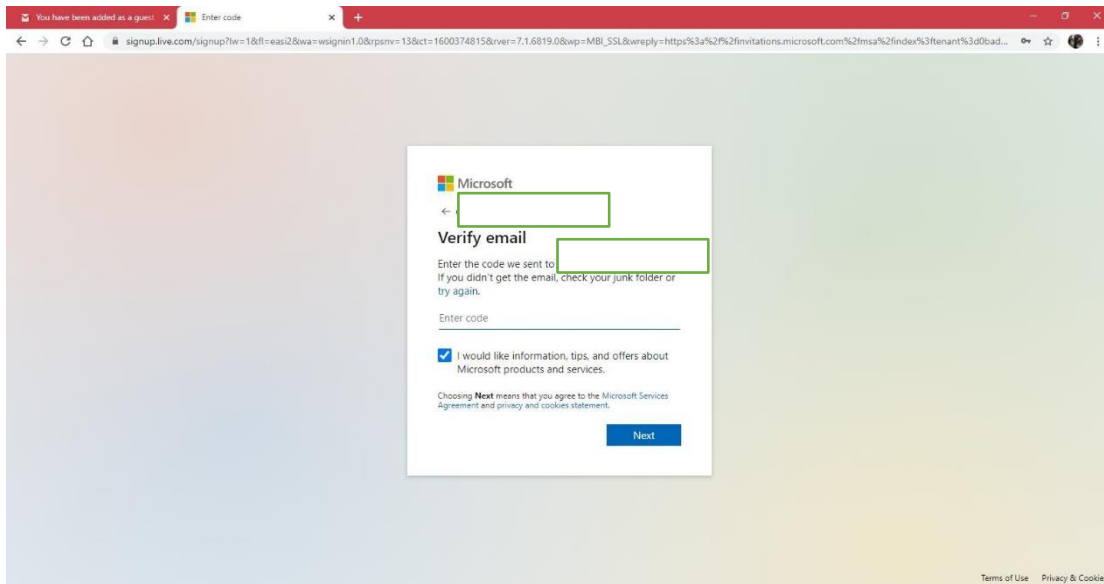 You have been added as a guest
Enter code
signup.live.com/signup?lw=1&fl=easi2&wa=wsignin1.0&rpsnv=13&ct=1600374815&rver=7.1.6819.0&wp=MBI_SSL&wreply=https%3a%2f%2finvitations.microsoft.com%2fmsa%2findex%3ftenant%3d0bad...
Microsoft
Verify email
Enter the code we sent to
If you didn't get the email, check your junk folder or
try again.
Enter code
I would like information, tips, and offers about
Microsoft products and services.
Choosing Next means that you agree to the Microsoft Services
Agreement and privacy and cookies statement.
Next
Terms of Use Privacy & Cookie